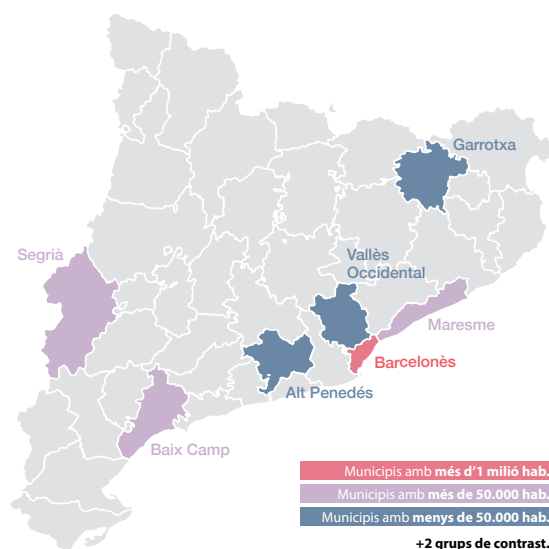 Garrotxa
Segrià
Vallès
Occidental
Maresme
Barcelonès
Alt Penedés
Baix Camp
Municipis amb més d'1 milió hab.
Municipis amb més de 50.000 hab.
Municipis amb menys de 50.000 hab.
+2 grups de contrast.